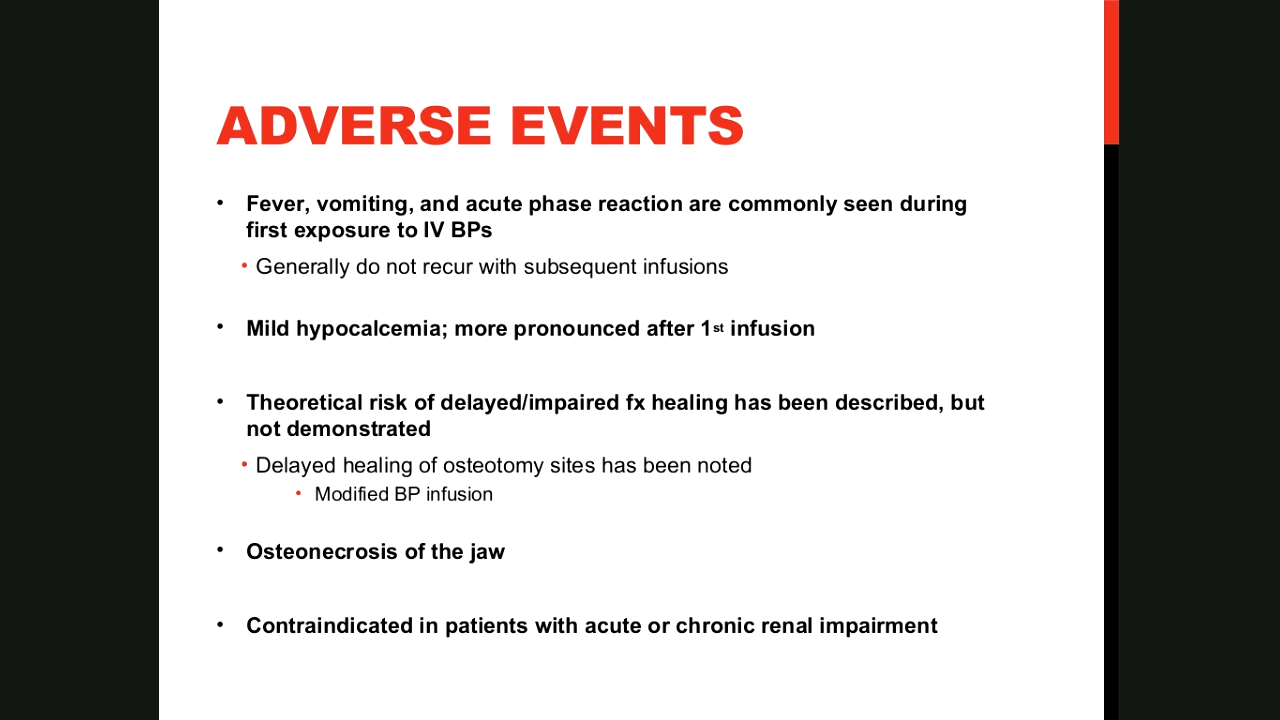 ADVERSE EVENTS
• Fever, vomiting, and acute phase reaction are commonly seen during
first exposure to IV BPs
• Generally do not recur with subsequent infusions
• Mild hypocalcemia; more pronounced after 1st infusion
• Theoretical risk of delayed/impaired fx healing has been described, but
not demonstrated
• Delayed healing of osteotomy sites has been noted
• Modified BP infusion
• Osteonecrosis of the jaw
• Contraindicated in patients with acute or chronic renal impairment